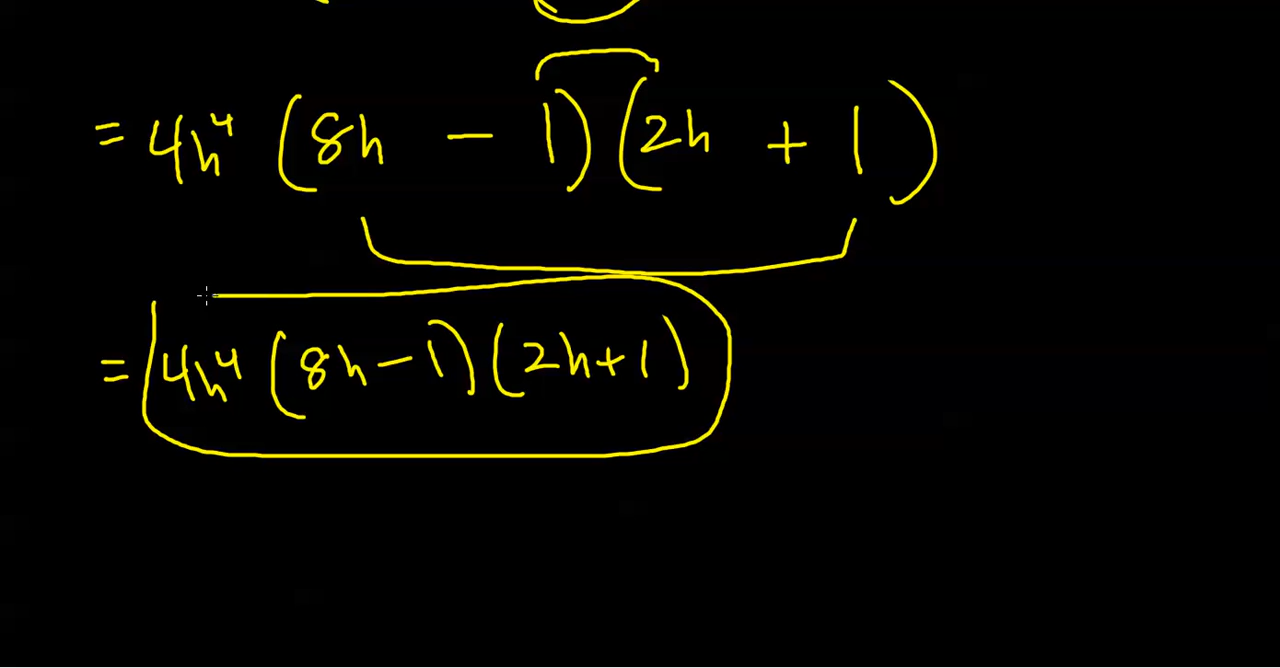 = 4h⁴ (8h - 1)(2h + 1)
= 4h⁴ (8h - 1)(2h + 1)